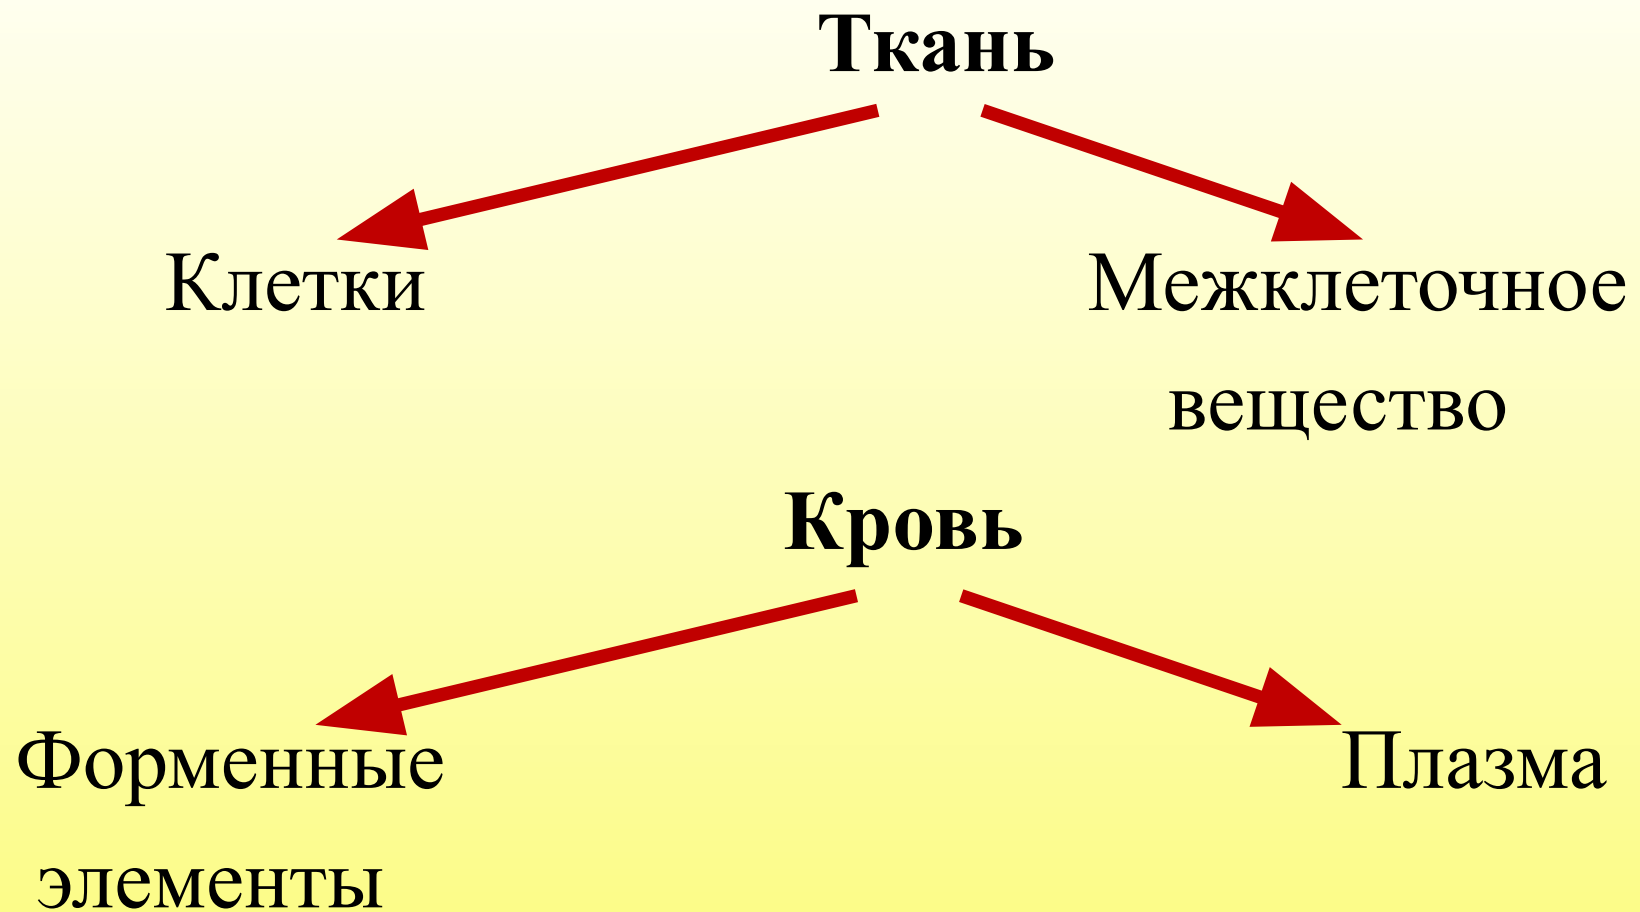 Ткань
Клетки
Межклеточное
вещество
Кровь
Форменные
элементы
Плазма